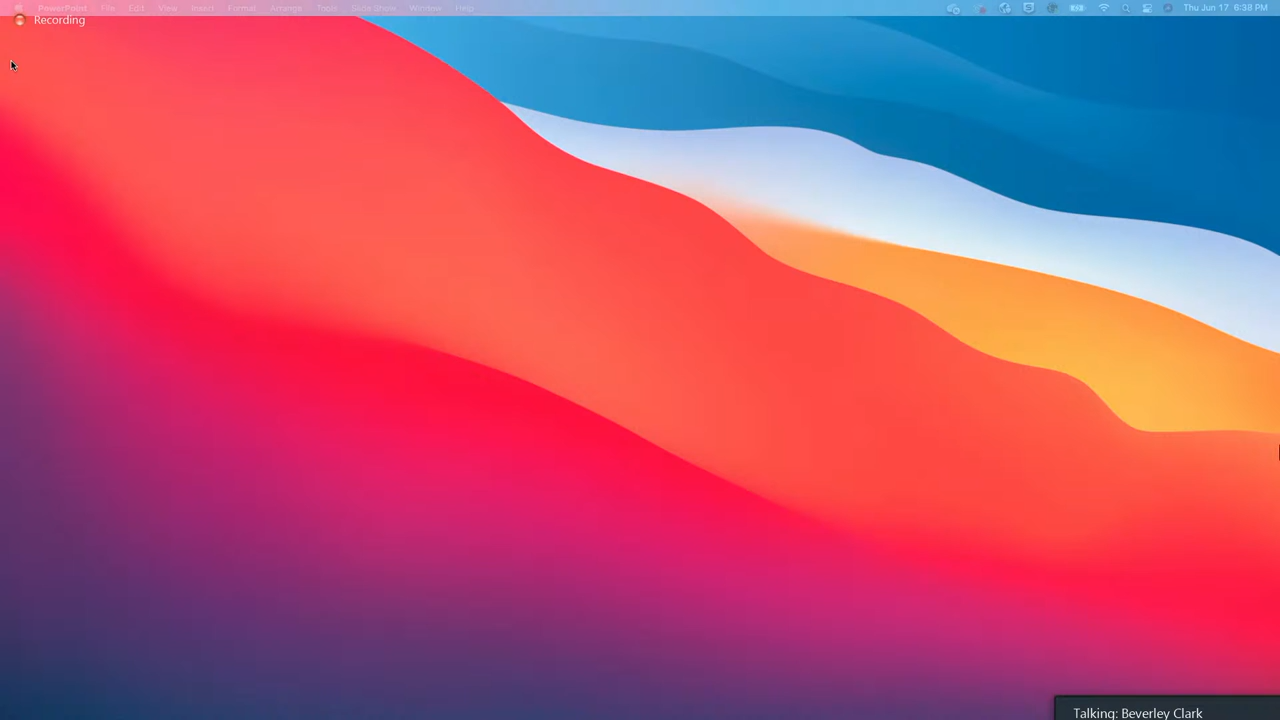 PowerPoint File Edit View Insert Format Arrange Tools Slide Show Window Help Thu Jun 17 6:38 PM
Recording
Talking: Beverley Clark